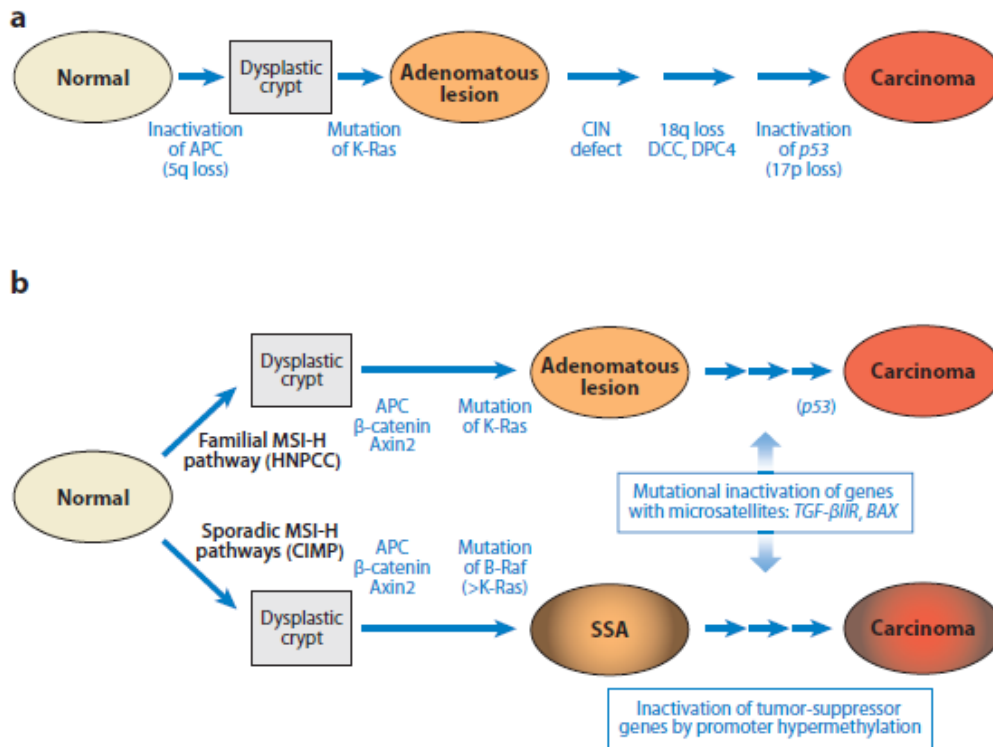 a
Normal
Dysplastic
crypt
Adenomatous
lesion
Carcinoma
Inactivation
of APC
(5q loss)
Mutation
of K-Ras
CIN
defect
18q loss
DCC, DPC4
Inactivation
of p53
(17p loss)
b
Dysplastic
crypt
Adenomatous
lesion
Carcinoma
APC
β-catenin
Axin2
Mutation
of K-Ras
(p53)
Familial MSI-H
pathway (HNPCC)
Normal
Mutational inactivation of genes
with microsatellites: TGF-βIIR, BAX
Sporadic MSI-H
pathways (CIMP)
APC
β-catenin
Axin2
Mutation
of B-Raf
(>K-Ras)
Dysplastic
crypt
SSA
Carcinoma
Inactivation of tumor-suppressor
genes by promoter hypermethylation